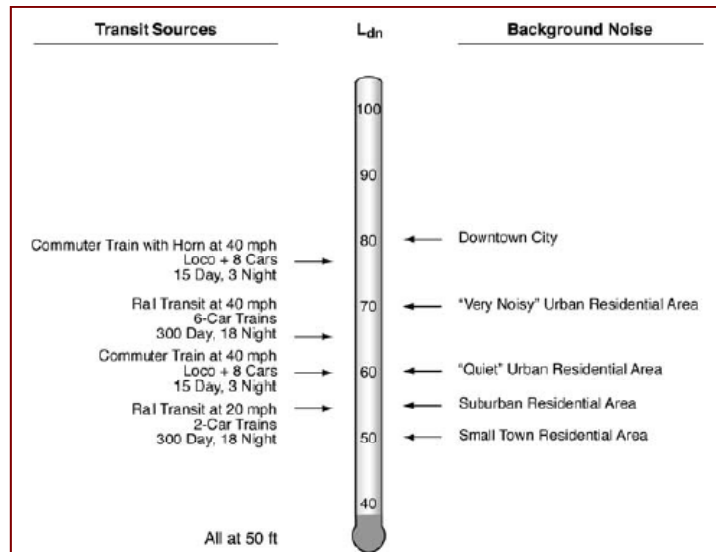 Transit Sources
Ldn
Background Noise
100
90
80
70
60
50
40
Commuter Train with Horn at 40 mph
Loco + 8 Cars
15 Day, 3 Night
Rail Transit at 40 mph
6-Car Trains
300 Day, 18 Night
Commuter Train at 40 mph
Loco + 8 Cars
15 Day, 3 Night
Rail Transit at 20 mph
2-Car Trains
300 Day, 18 Night
All at 50 ft
Downtown City
“Very Noisy” Urban Residential Area
“Quiet” Urban Residential Area
Suburban Residential Area
Small Town Residential Area